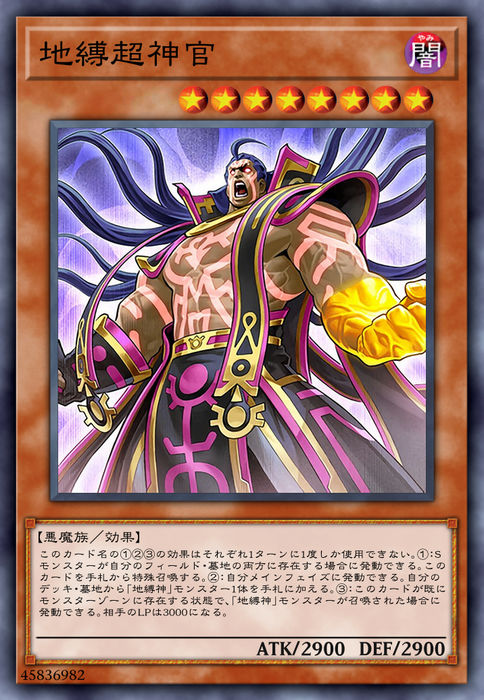 地縛超神官
やみ
闇
【悪魔族／効果】
このカード名の①②③の効果はそれぞれ1ターンに1度しか使用できない。①:S
モンスターが自分のフィールド・墓地の両方に存在する場合に発動できる。この
カードを手札から特殊召喚する。②:自分メインフェイズに発動できる。自分の
デッキ・墓地から「地縛神」モンスター1体を手札に加える。③:このカードが既に
モンスターゾーンに存在する状態で、「地縛神」モンスターが召喚された場合に
発動できる。相手のLPは3000になる。
ATK/2900 DEF/2900
45836982